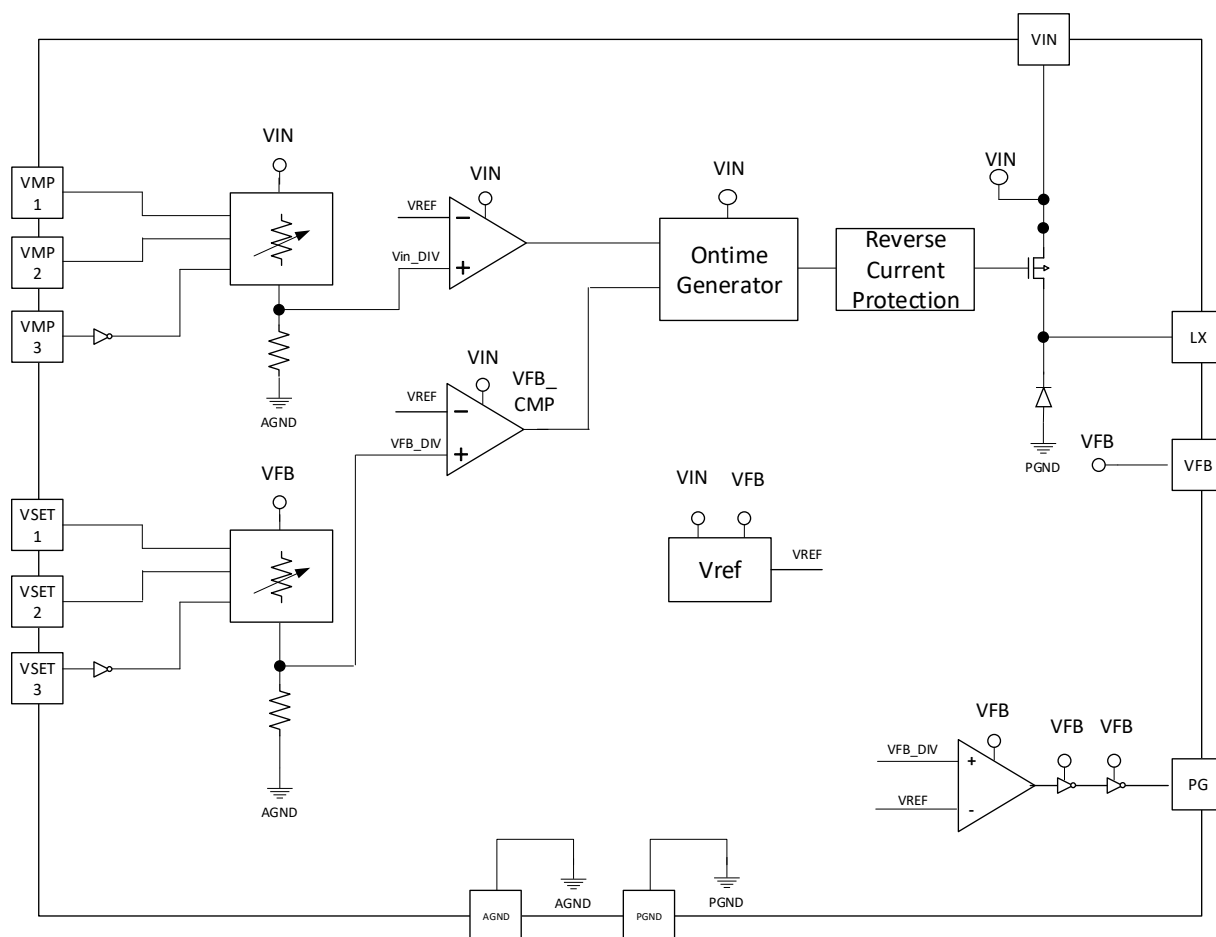 VIN
VIN
VMP
1
VMP
2
VMP
3
VREF
Vin_DIV
VIN
VIN
Ontime
Generator
Reverse
Current
Protection
VIN
LX
AGND
VIN
VFB_
CMP
VREF
VFB_DIV
PGND
VFB
VFB
VFB
VSET
1
VSET
2
VSET
3
VIN
VFB
Vref
VREF
AGND
VFB_DIV
VREF
VFB
+
-
VFB
VFB
PG
AGND
AGND
PGND
PGND